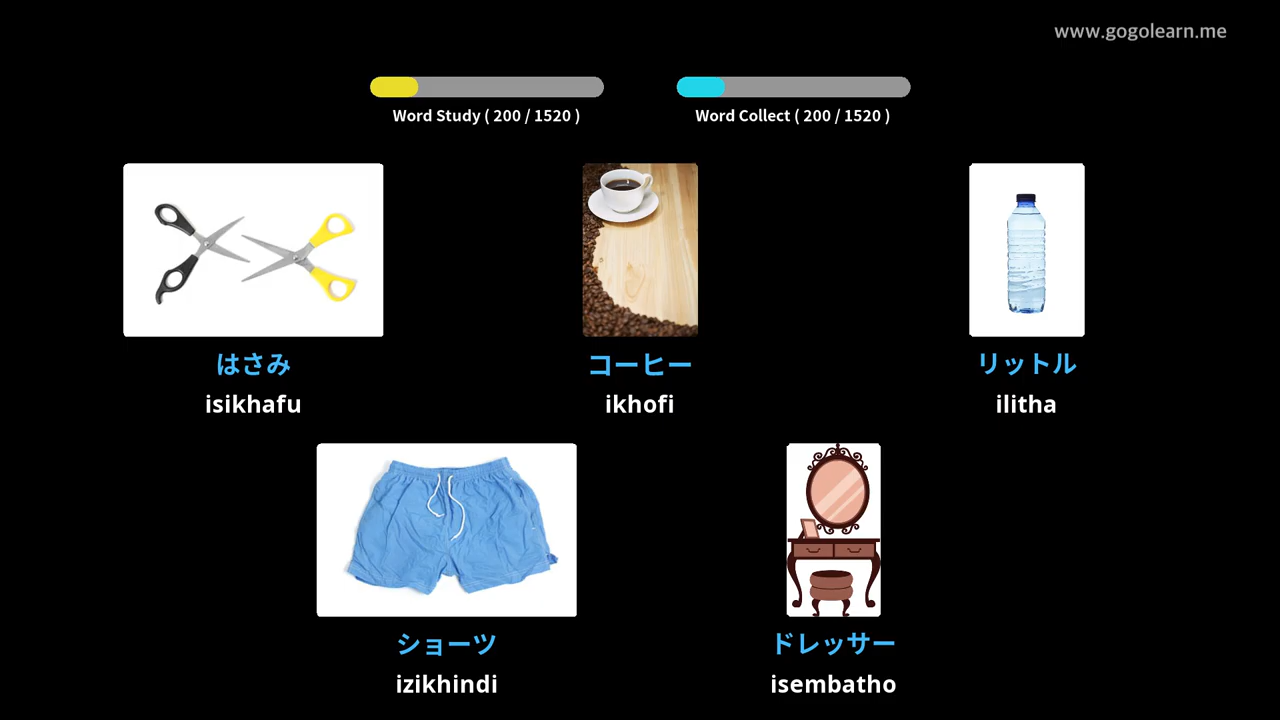 www.gogolearn.me
Word Study ( 200 / 1520 )
Word Collect ( 200 / 1520 )
はさみ
isikhafu
コーヒー
ikhofi
リットル
ilitha
ショーツ
izikhindi
ドレッサー
isembatho